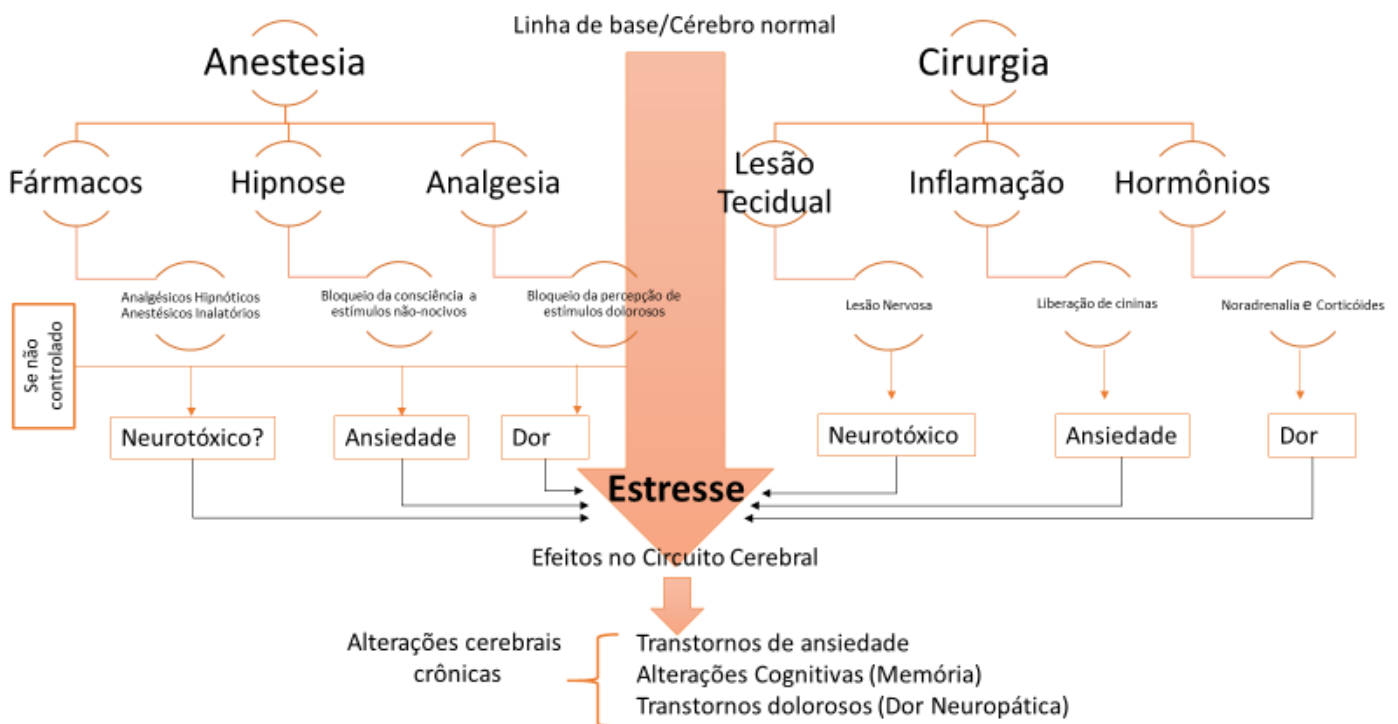 Linha de base/Cérebro normal
Anestesia
Cirurgia
Fármacos
Hipnose
Analgesia
Lesão
Tecidual
Inflamação
Hormônios
Analgésicos Hipnóticos
Anestésicos Inalatórios
Bloqueio da consciência a
estímulos não-nocivos
Bloqueio da percepção de
estímulos dolorosos
Lesão Nervosa
Liberação de cininas
Noradrenalia e Corticóides
Se não
controlado
Neurotóxico?
Ansiedade
Dor
Neurotóxico
Ansiedade
Dor
Estresse
Efeitos no Circuito Cerebral
Alterações cerebrais
crônicas
Transtornos de ansiedade
Alterações Cognitivas (Memória)
Transtornos dolorosos (Dor Neuropática)